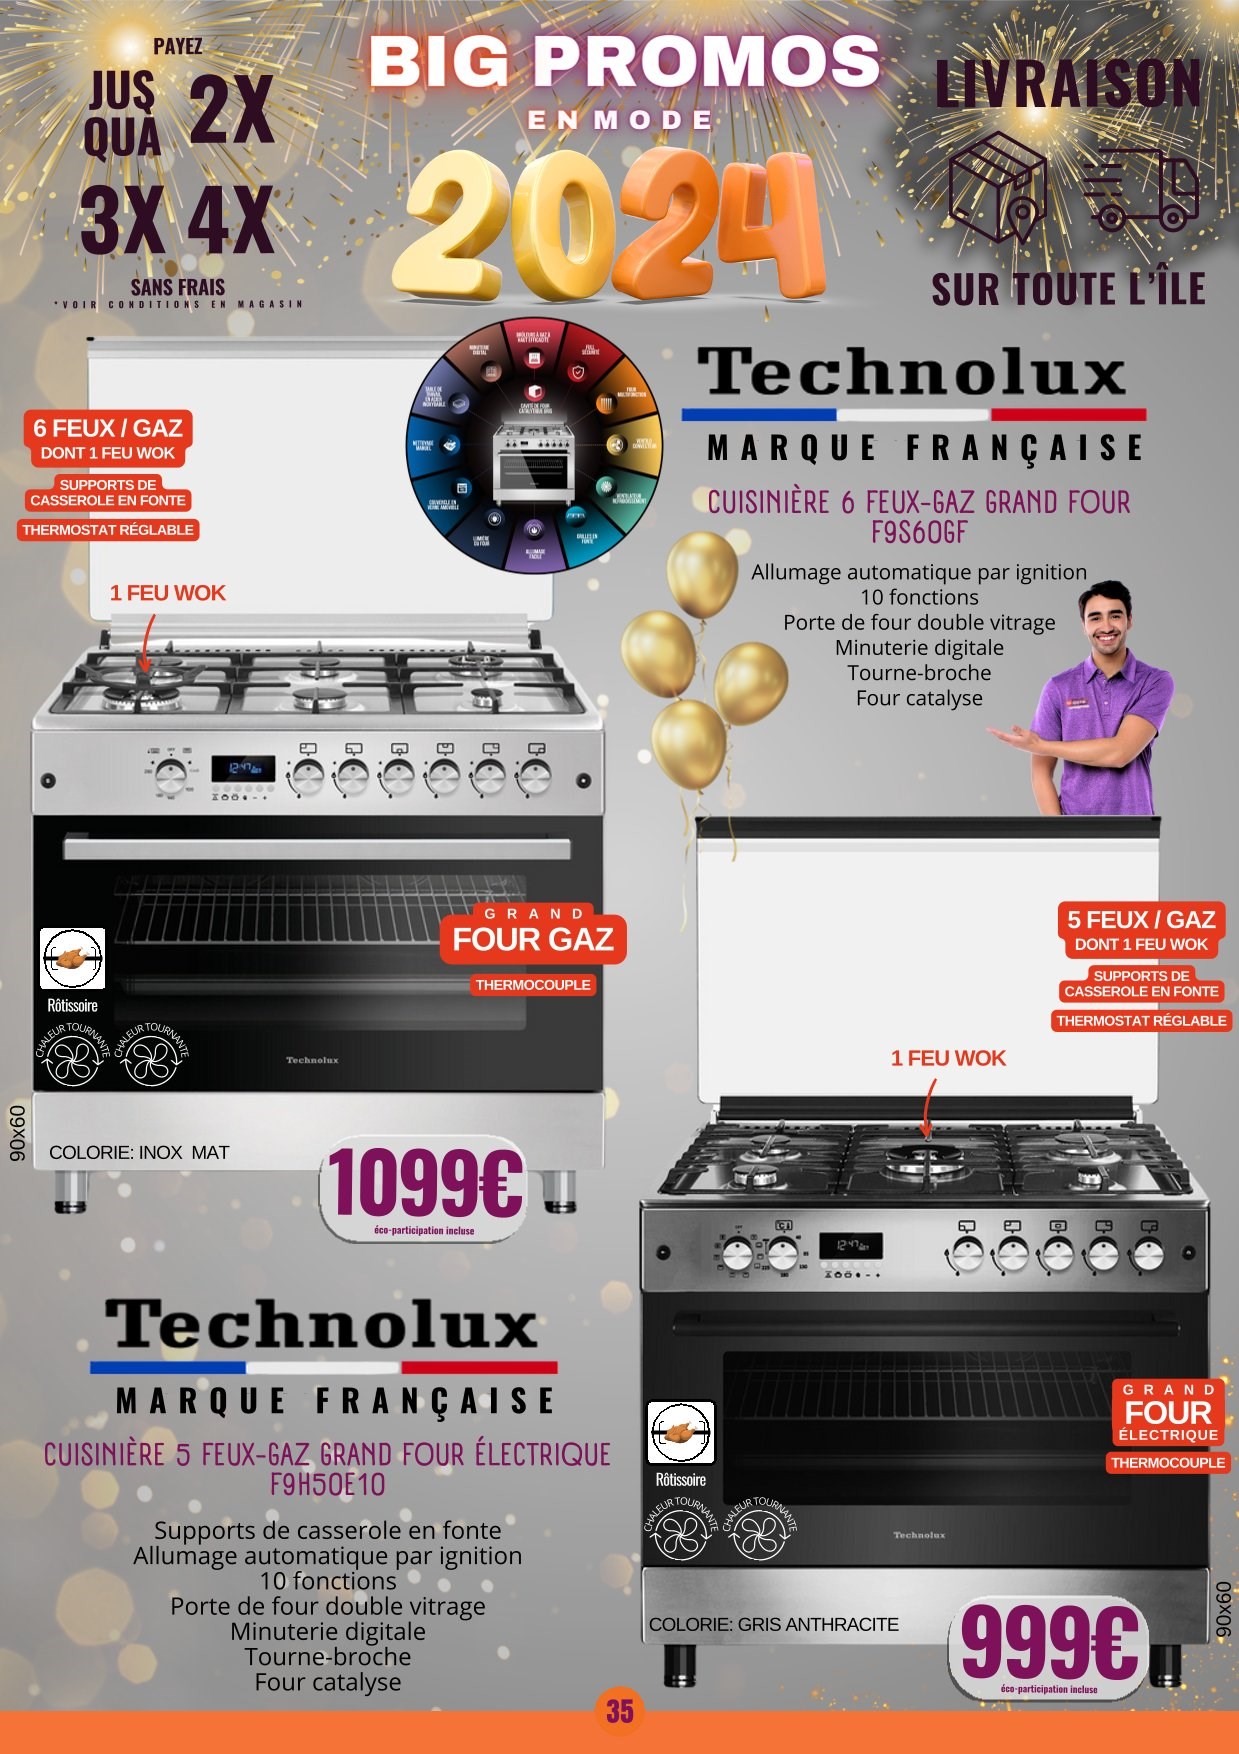 PAYEZ
JUS
QUÀ
2X
3X 4X
SANS FRAIS
*VOIR CONDITIONS EN MAGASIN
BIG PROMOS
EN MODE
2024
LIVRAISON
SUR TOUTE L'ÎLE
6 FEUX / GAZ
DONT 1 FEU WOK
SUPPORTS DE
CASSEROLE EN FONTE
THERMOSTAT RÉGLABLE
1 FEU WOK
Technolux
MARQUE FRANÇAISE
CUISINIÈRE 6 FEUX-GAZ GRAND FOUR
F9S60GF
Allumage automatique par ignition
10 fonctions
Porte de four double vitrage
Minuterie digitale
Tourne-broche
Four catalyse
GRAND
FOUR GAZ
THERMOCOUPLE
Rôtissoire
CHALEUR TOURNANTE
CHALEUR TOURNANTE
Technolux
90x60
COLORIE: INOX MAT
1099€
éco-participation incluse
5 FEUX / GAZ
DONT 1 FEU WOK
SUPPORTS DE
CASSEROLE EN FONTE
THERMOSTAT RÉGLABLE
1 FEU WOK
Technolux
MARQUE FRANÇAISE
CUISINIÈRE 5 FEUX-GAZ GRAND FOUR ÉLECTRIQUE
F9H50E10
Supports de casserole en fonte
Allumage automatique par ignition
10 fonctions
Porte de four double vitrage
Minuterie digitale
Tourne-broche
Four catalyse
GRAND
FOUR
ÉLECTRIQUE
THERMOCOUPLE
Rôtissoire
CHALEUR TOURNANTE
CHALEUR TOURNANTE
Technolux
COLORIE: GRIS ANTHRACITE
90x60
999€
éco-participation incluse
35